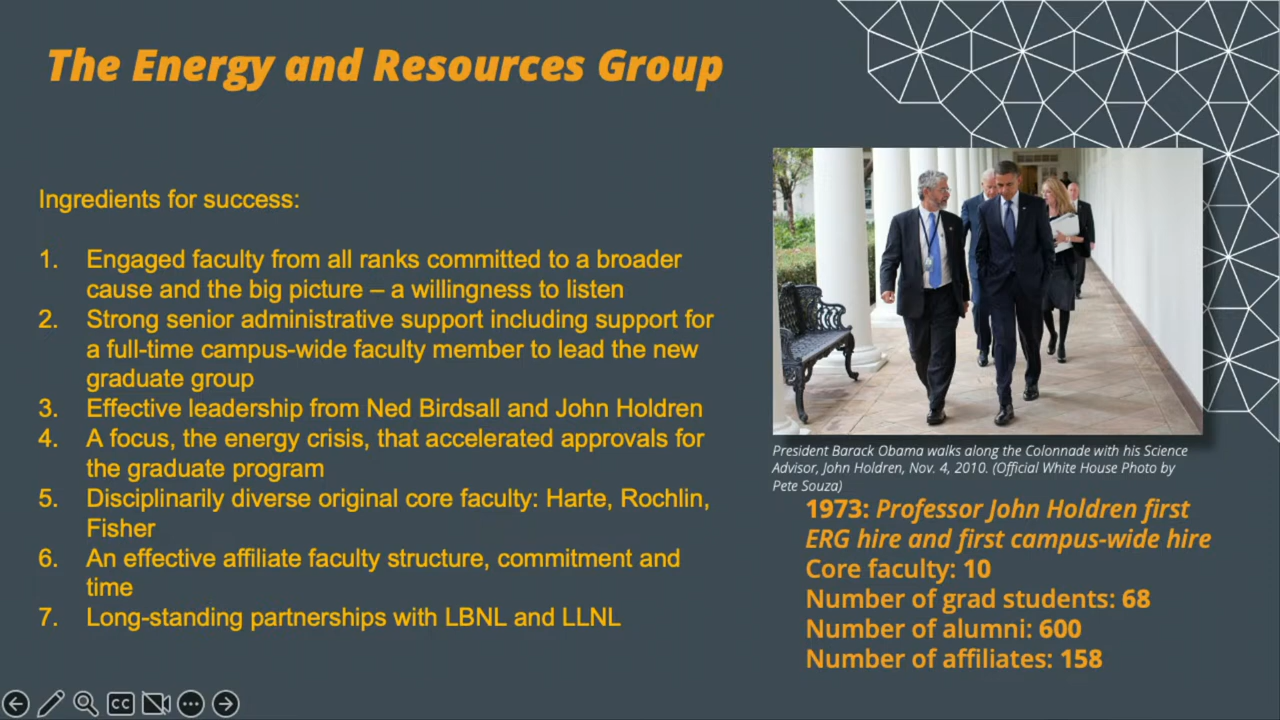 The Energy and Resources Group
Ingredients for success:
1. Engaged faculty from all ranks committed to a broader
cause and the big picture – a willingness to listen
2. Strong senior administrative support including support for
a full-time campus-wide faculty member to lead the new
graduate group
3. Effective leadership from Ned Birdsall and John Holdren
4. A focus, the energy crisis, that accelerated approvals for
the graduate program
5. Disciplinarily diverse original core faculty: Harte, Rochlin,
Fisher
6. An effective affiliate faculty structure, commitment and
time
7. Long-standing partnerships with LBNL and LLNL
President Barack Obama walks along the Colonnade with his Science
Advisor, John Holdren, Nov. 4, 2010. (Official White House Photo by
Pete Souza)
1973: Professor John Holdren first
ERG hire and first campus-wide hire
Core faculty: 10
Number of grad students: 68
Number of alumni: 600
Number of affiliates: 158
CC